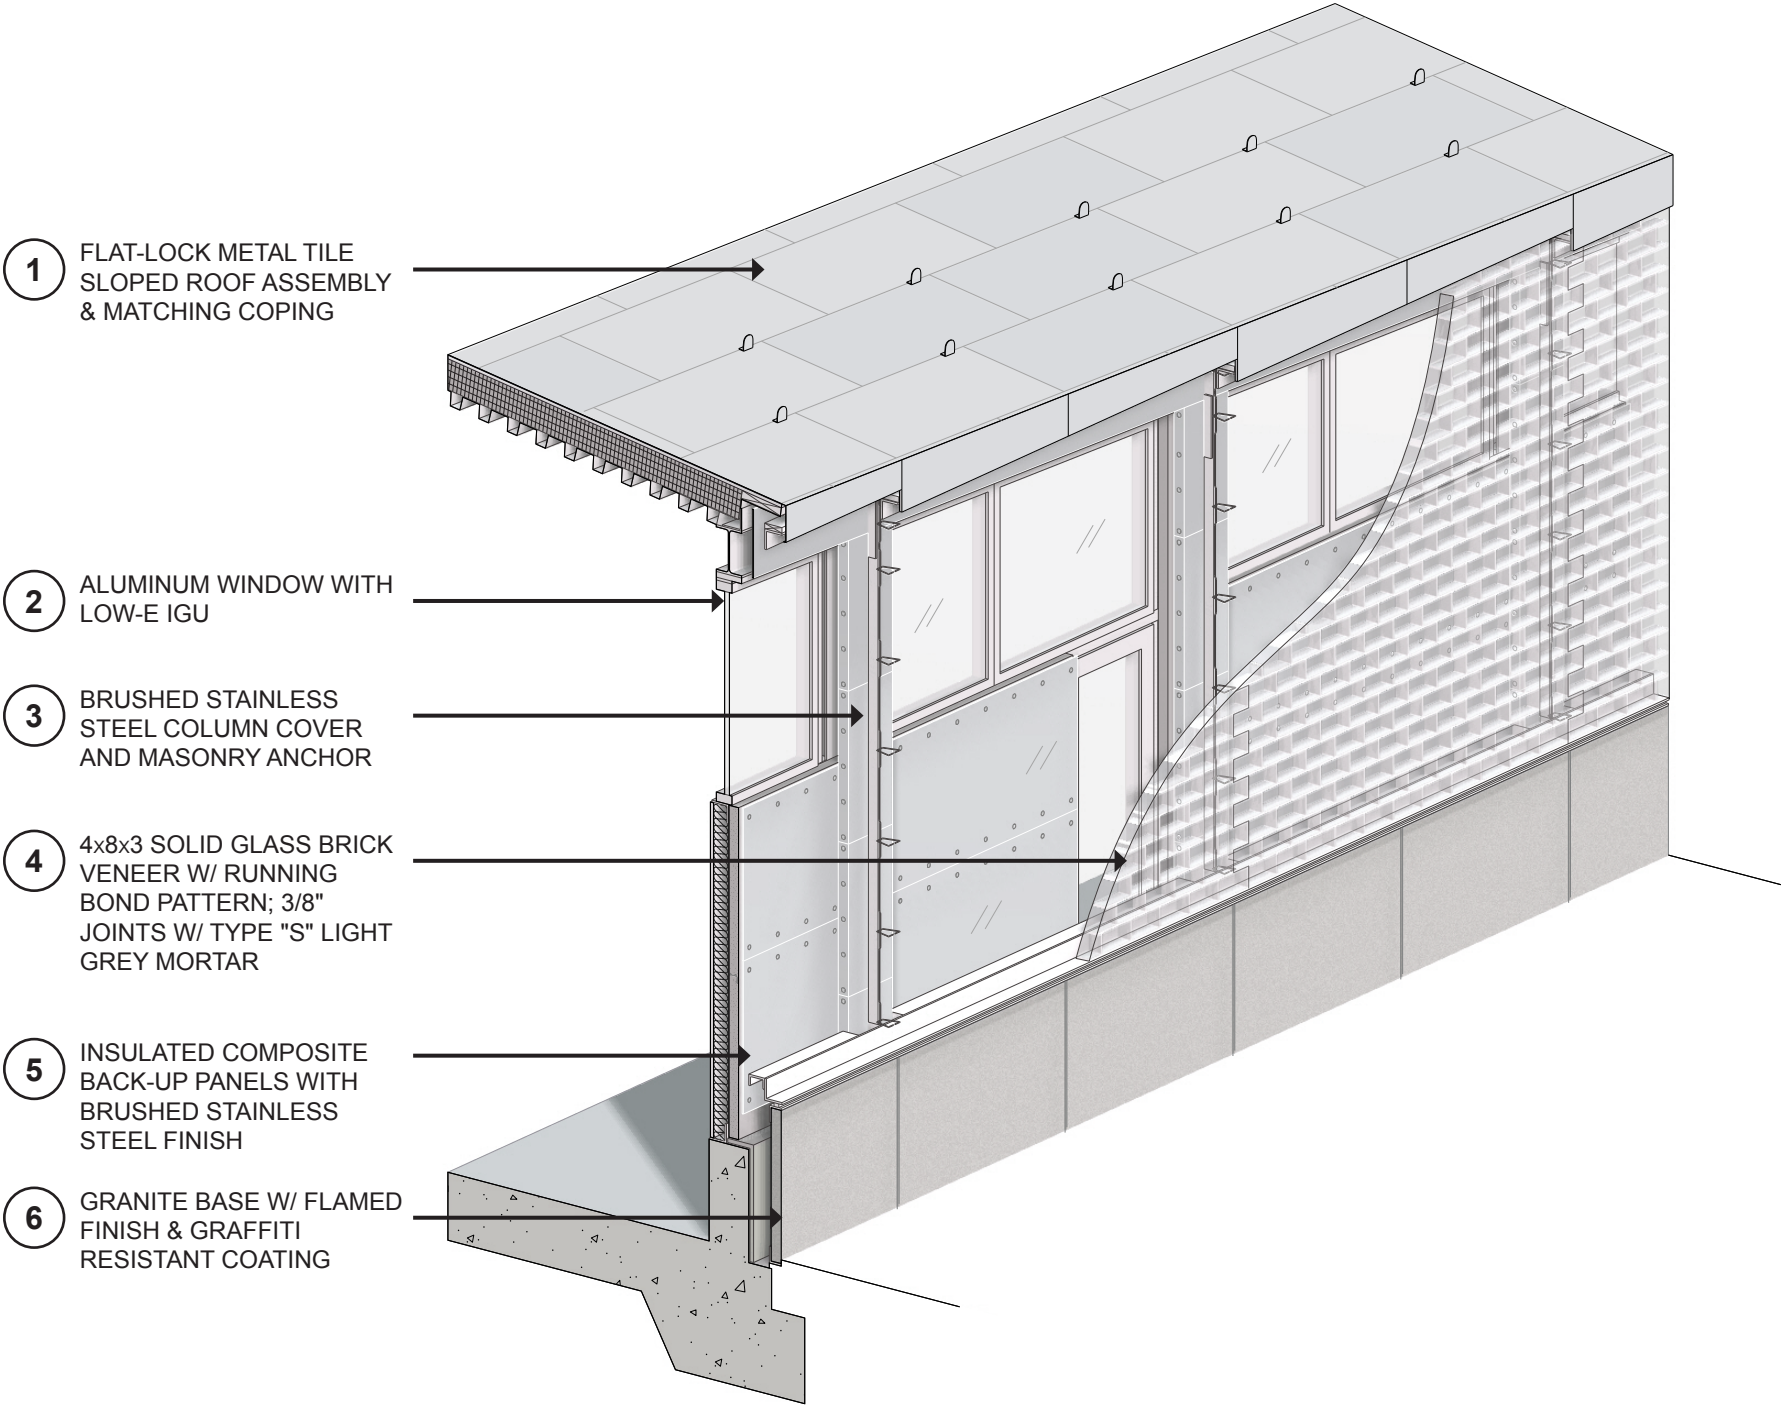 1
FLAT-LOCK METAL TILE
SLOPED ROOF ASSEMBLY
& MATCHING COPING
2
ALUMINUM WINDOW WITH
LOW-E IGU
3
BRUSHED STAINLESS
STEEL COLUMN COVER
AND MASONRY ANCHOR
4
4x8x3 SOLID GLASS BRICK
VENEER W/ RUNNING
BOND PATTERN; 3/8"
JOINTS W/ TYPE "S" LIGHT
GREY MORTAR
5
INSULATED COMPOSITE
BACK-UP PANELS WITH
BRUSHED STAINLESS
STEEL FINISH
6
GRANITE BASE W/ FLAMED
FINISH & GRAFFITI
RESISTANT COATING